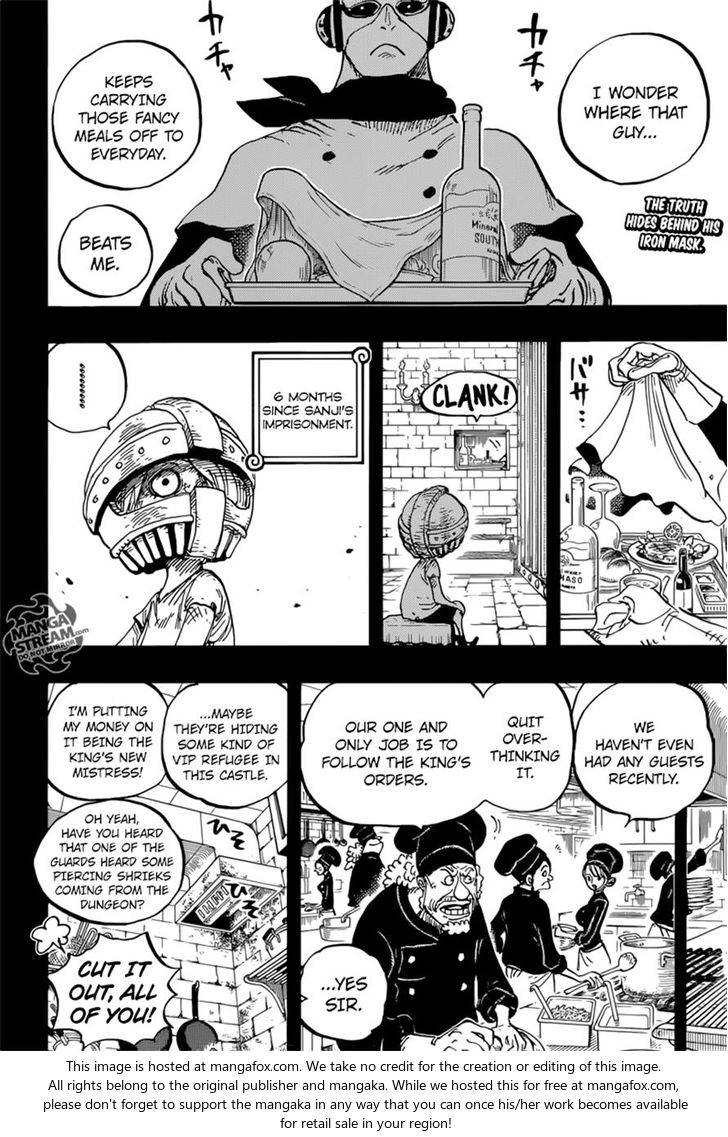 I WONDER
WHERE THAT
GUY...
THE TRUTH
HIDES BEHIND HIS
IRON MASK.
カチャ
カチャ
KEEPS
CARRYING
THOSE FANCY
MEALS OFF TO
EVERYDAY.
BEATS
ME.
Mineral
SOUTH
バサ...
MASO
CLANK!
6 MONTHS
SINCE SANJI'S
IMPRISONMENT.
.........
MANGA
STREAM.com
DO NOT MIRROR
WE
HAVEN'T EVEN
HAD ANY GUESTS
RECENTLY.
QUIT
OVER-
THINKING
IT.
OUR ONE AND
ONLY JOB IS TO
FOLLOW THE KING'S
ORDERS.
...YES
SIR.
...MAYBE
THEY'RE HIDING
SOME KIND OF
VIP REFUGEE IN
THIS CASTLE.
I'M PUTTING
MY MONEY ON
IT BEING THE
KING'S NEW
MISTRESS!
ひそ
OH YEAH,
HAVE YOU HEARD
THAT ONE OF THE
GUARDS HEARD SOME
PIERCING SHRIEKS
COMING FROM THE
DUNGEON?
ひそ
CUT IT
OUT, ALL
OF YOU!
This image is hosted at mangafox.com. We take no credit for the creation or editing of this image.
All rights belong to the original publisher and mangaka. While we hosted this for free at mangafox.com,
please don't forget to support the mangaka in any way that you can once his/her work becomes available
for retail sale in your region!